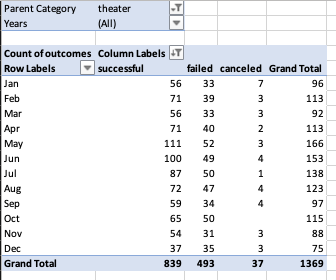 Parent Category theater
Years (All)
Count of outcomes Column Labels
Row Labels successful failed canceled Grand Total
Jan 56 33 7 96
Feb 71 39 3 113
Mar 56 33 3 92
Apr 71 40 2 113
May 111 52 3 166
Jun 100 49 4 153
Jul 87 50 1 138
Aug 72 47 4 123
Sep 59 34 4 97
Oct 65 50 115
Nov 54 31 3 88
Dec 37 35 3 75
Grand Total 839 493 37 1369